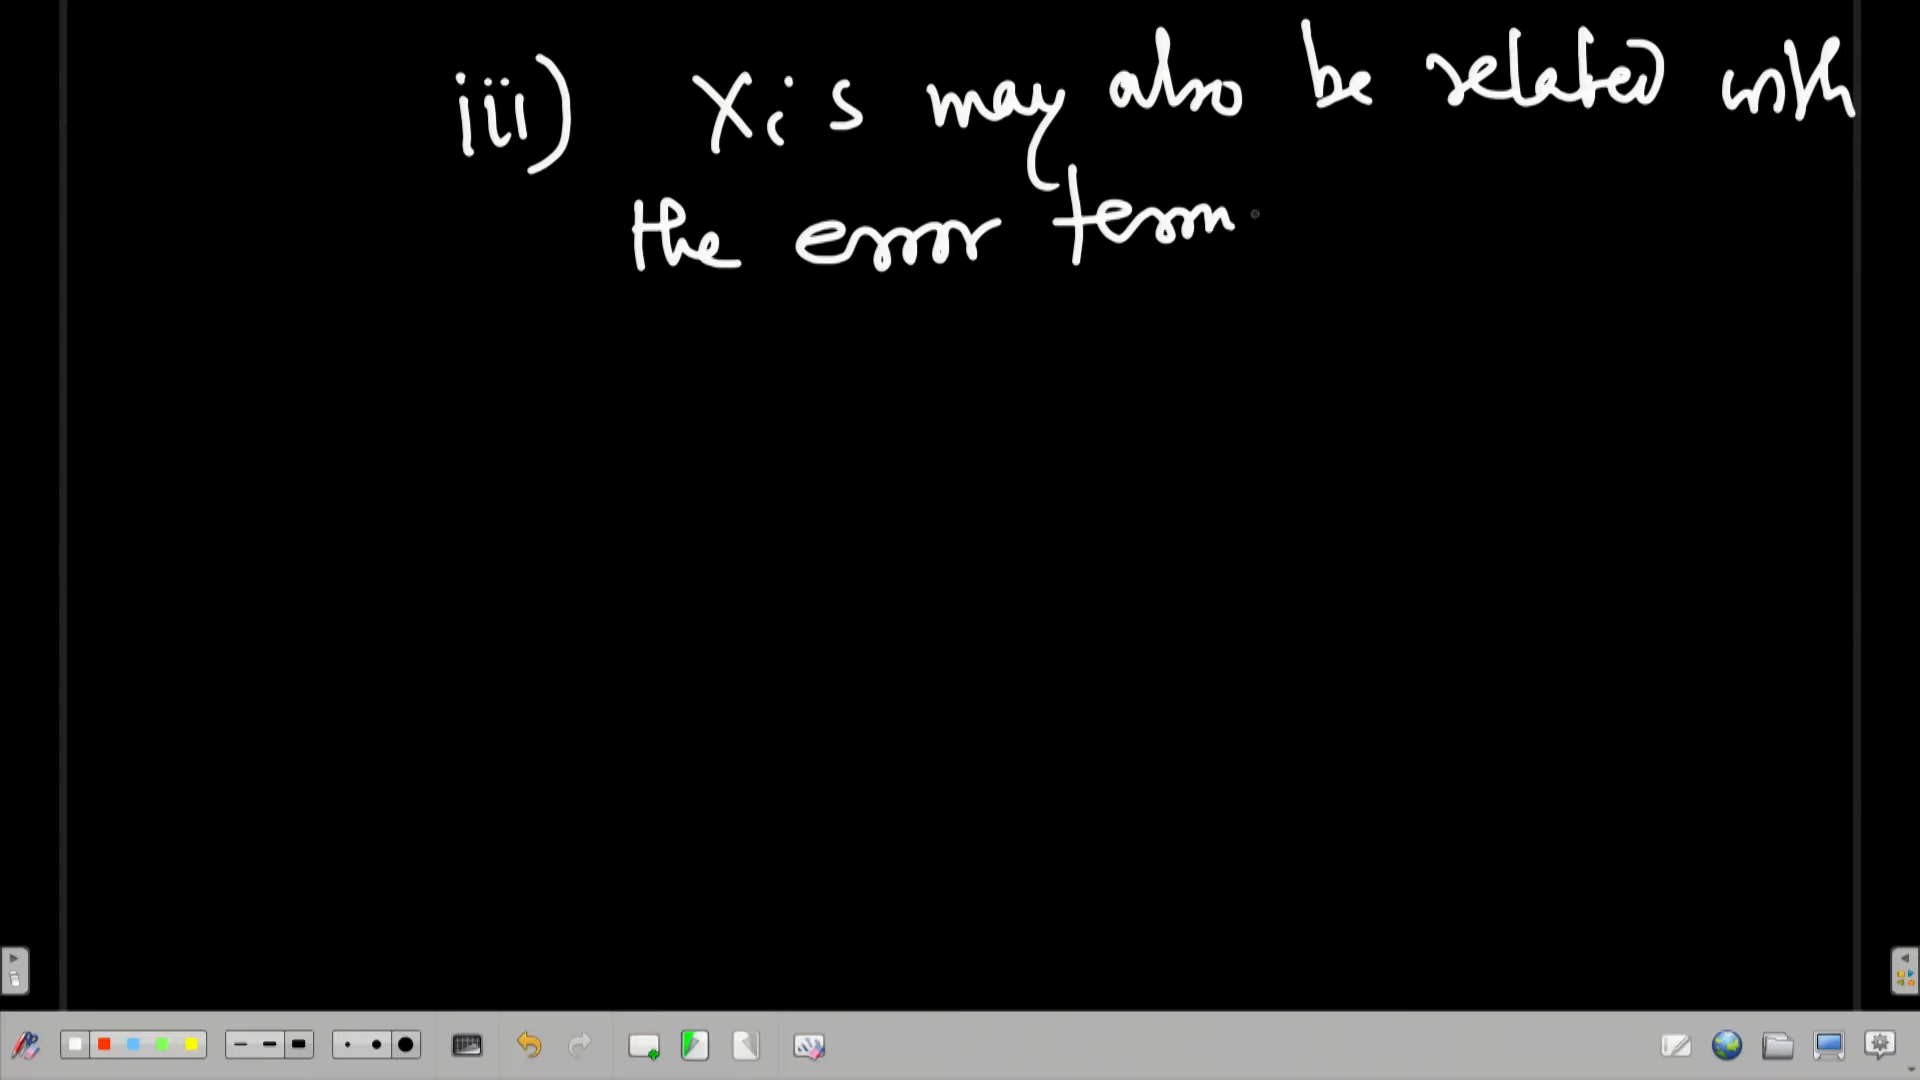 iii) Xi s may also be related with
the error term